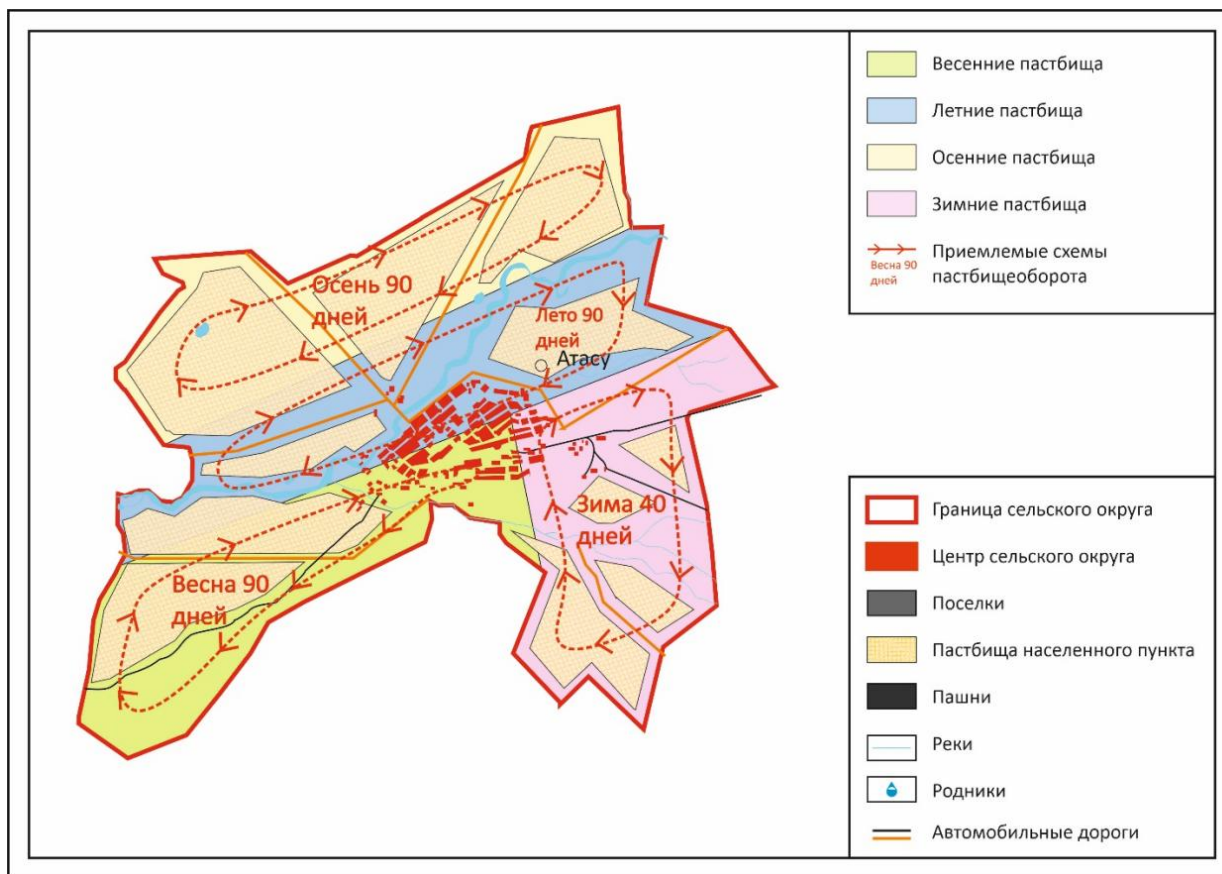 Осень 90
дней
Лето 90
дней
Атасу
Зима 40
дней
Весна 90
дней
Весенние пастбища
Летние пастбища
Осенние пастбища
Зимние пастбища
Весна 90
дней
Приемлемые схемы
пастбищеоборота
Граница сельского округа
Центр сельского округа
Поселки
Пастбища населенного пункта
Пашни
Реки
Родники
Автомобильные дороги